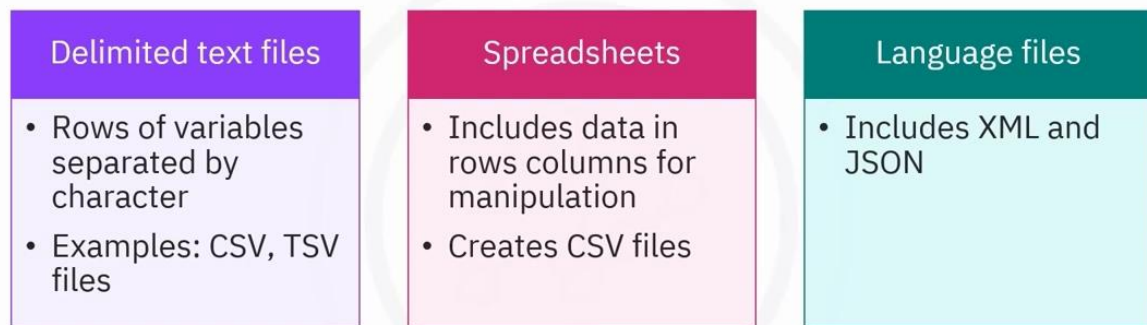 Delimited text files
• Rows of variables
separated by
character
• Examples: CSV, TSV
files
Spreadsheets
• Includes data in
rows columns for
manipulation
• Creates CSV files
Language files
• Includes XML and
JSON